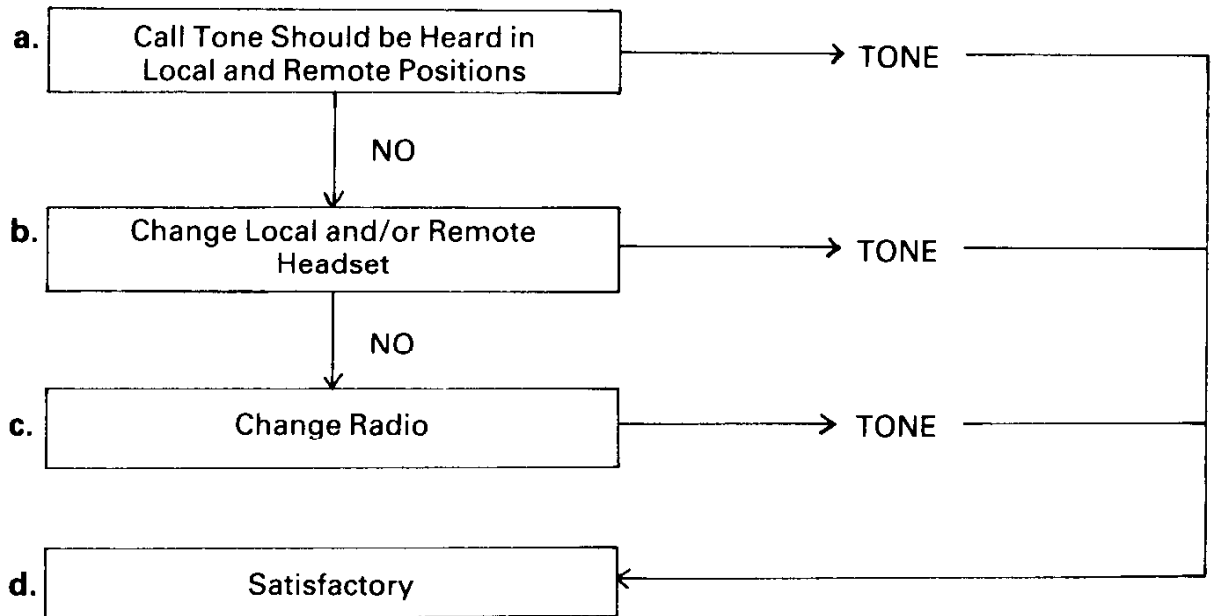 a.
Call Tone Should be Heard in
Local and Remote Positions
TONE
NO
b.
Change Local and/or Remote
Headset
TONE
NO
c.
Change Radio
TONE
d.
Satisfactory